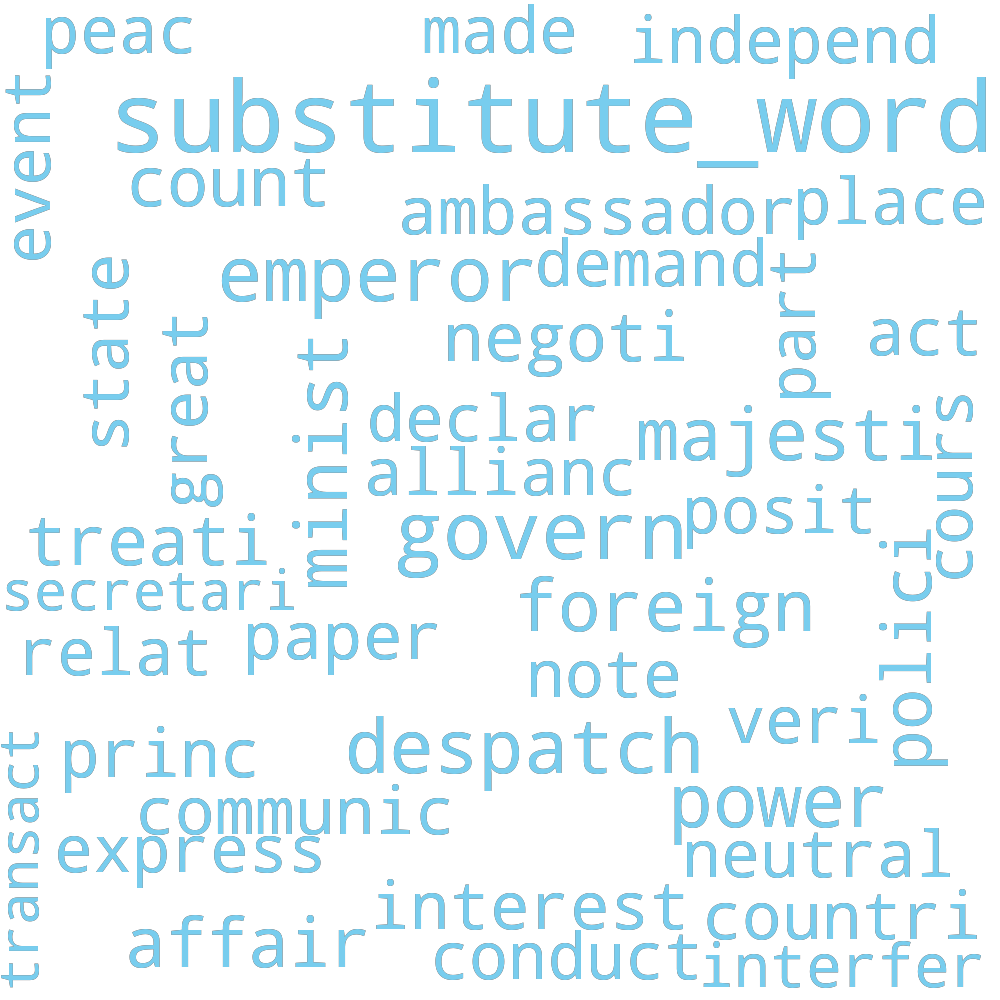 peac
made
independ
event
substitute_word
count
ambassador
place
emperor
demand
state
great
minist
negoti
part
act
declar
majesti
cours
allianc
govern
posit
treati
secretari
foreign
polici
relat
paper
note
veri
transact
princ
despatch
communic
power
express
neutral
interest
countri
affair
conduct
interfer